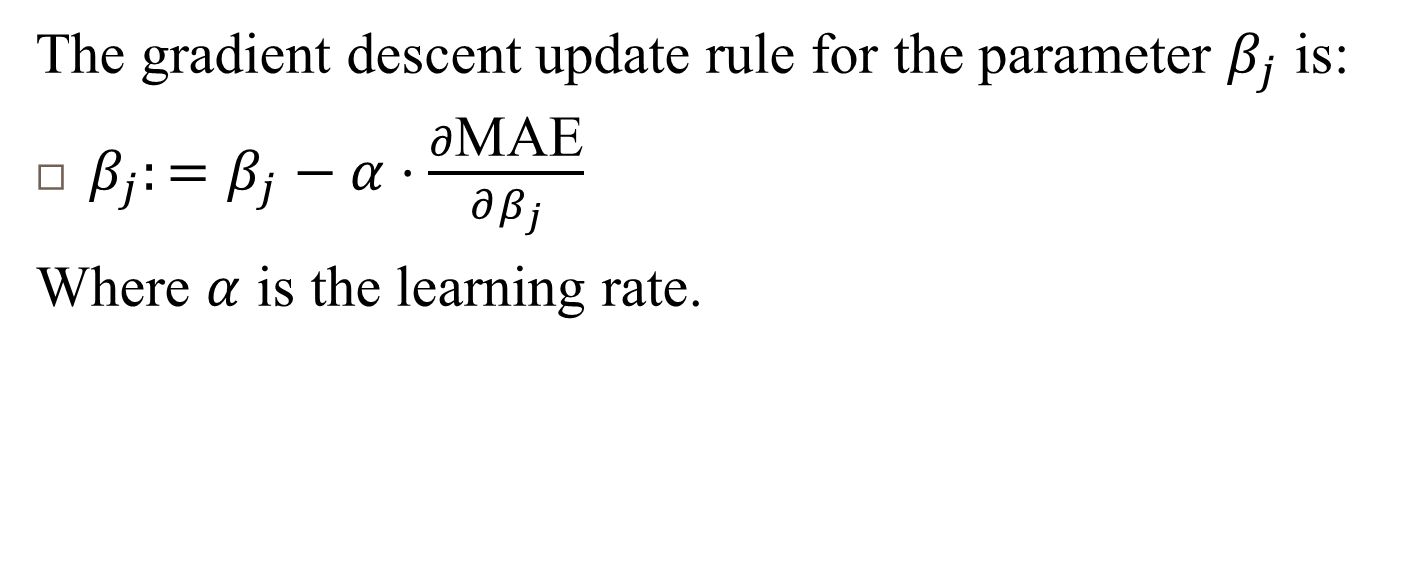 The gradient descent update rule for the parameter βⱼ is:
□ βⱼ:= βⱼ − α · ∂MAE/∂βⱼ
Where α is the learning rate.